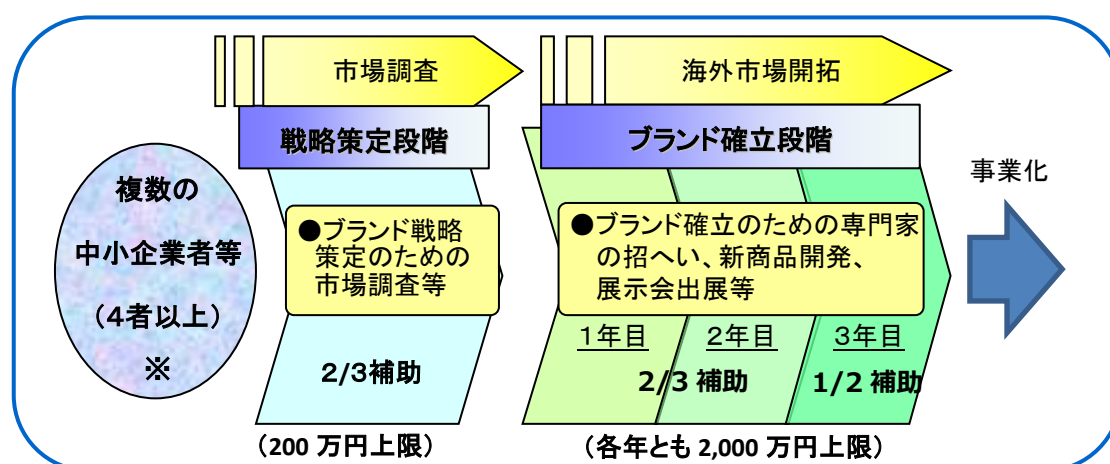 市場調査
海外市場開拓
戦略策定段階
ブランド確立段階
複数の
中小企業者等
（４者以上）
※
●ブランド戦略
策定のための
市場調査等
●ブランド確立のための専門家
の招へい、新商品開発、
展示会出展等
事業化
1年目
2年目
3年目
2/3補助
2/3 補助
1/2 補助
（200 万円上限）
（各年とも 2,000 万円上限）